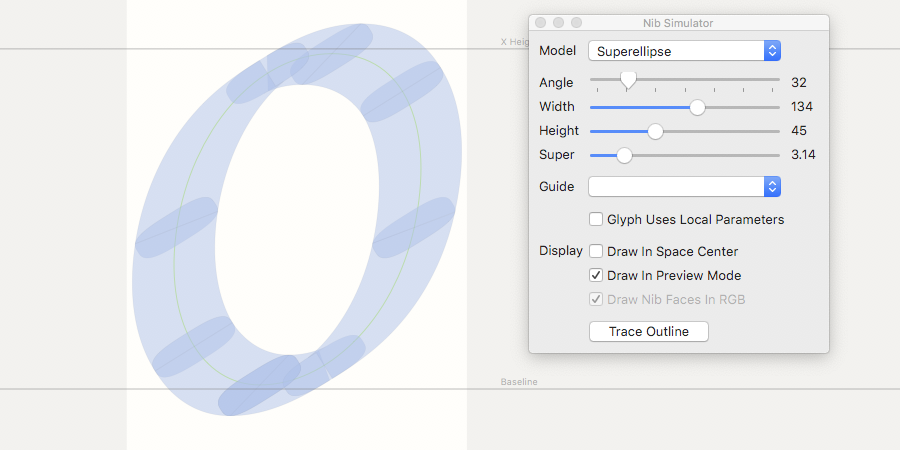 Nib Simulator
X Heig
Model Superellipse
Angle 32
Width 134
Height 45
Super 3.14
Guide
Glyph Uses Local Parameters
Display Draw In Space Center
Draw In Preview Mode
Draw Nib Faces In RGB
Trace Outline
Baseline